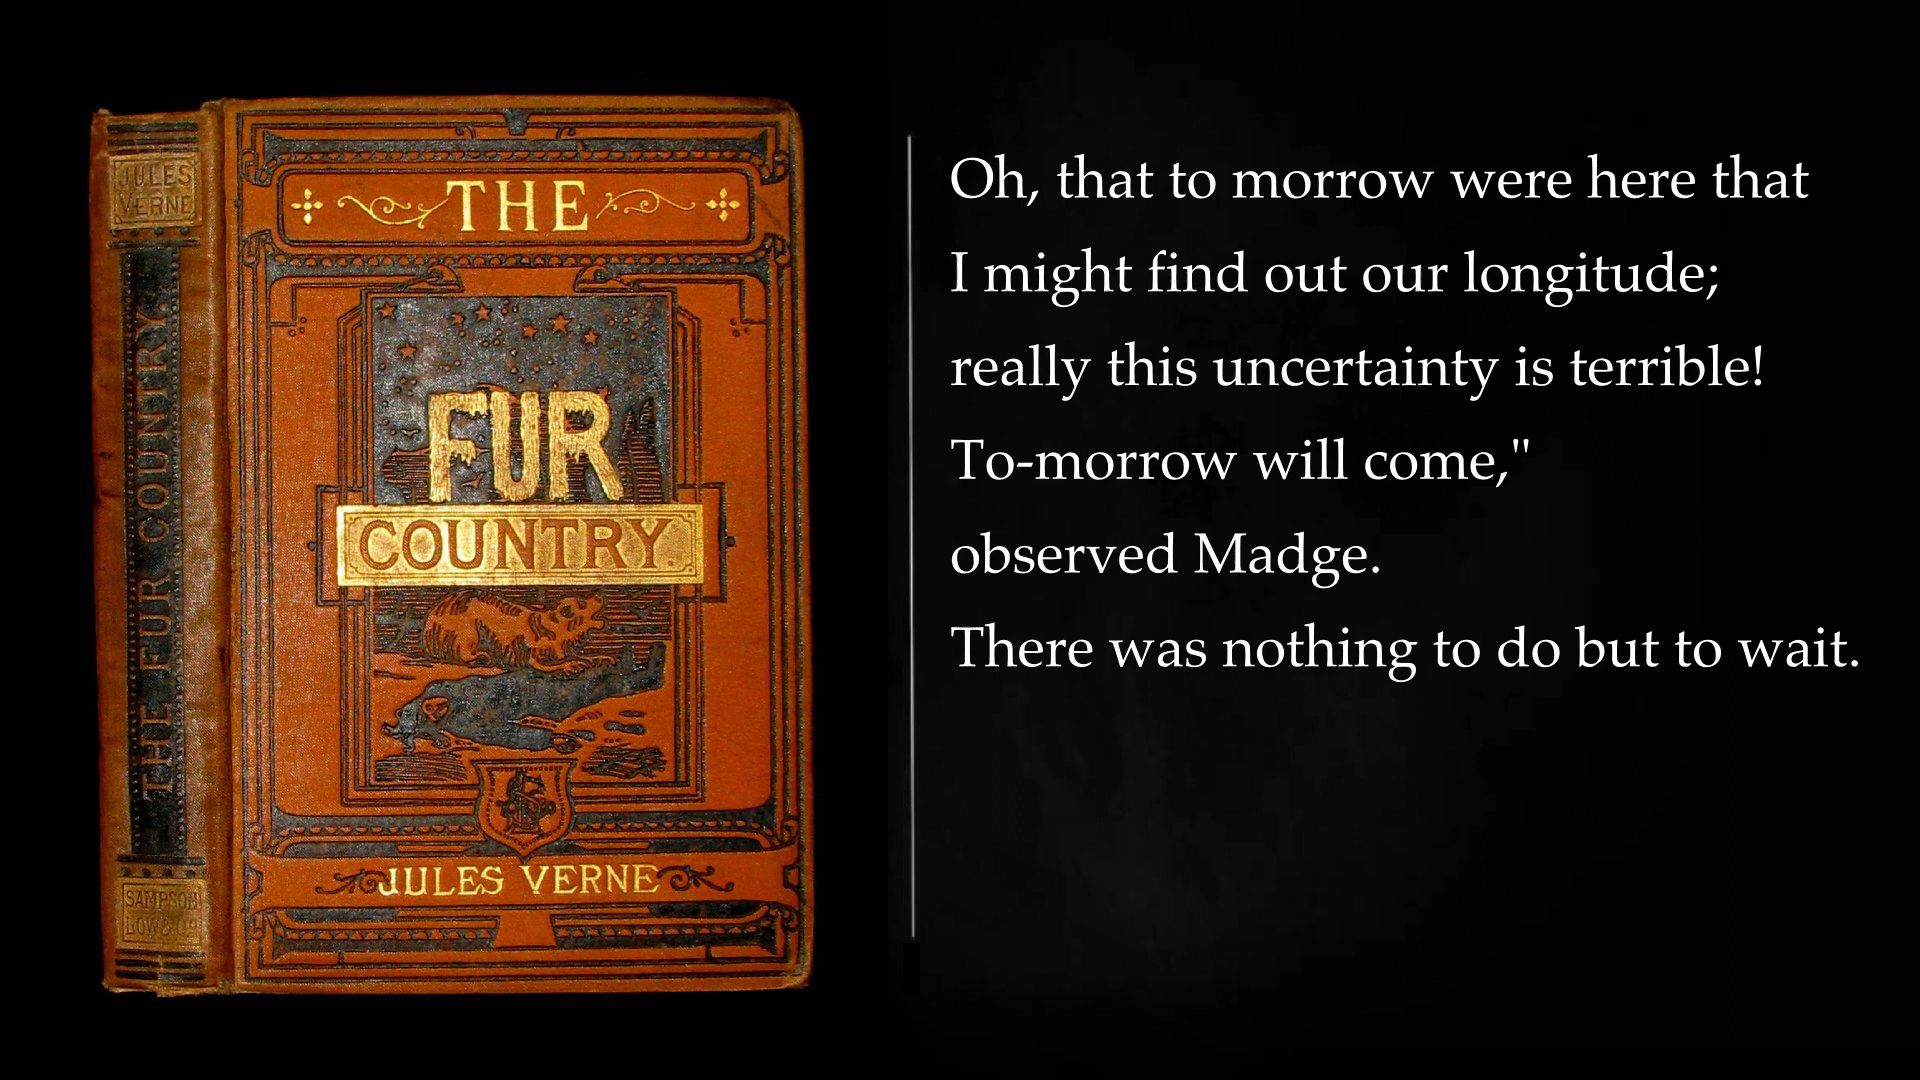 JULES
VERNE
THE FUR COUNTRY.
SAMPSON
LOW & Co
THE
FUR
COUNTRY.
JULES VERNE
Oh, that to morrow were here that
I might find out our longitude;
really this uncertainty is terrible!
To-morrow will come,"
observed Madge.
There was nothing to do but to wait.